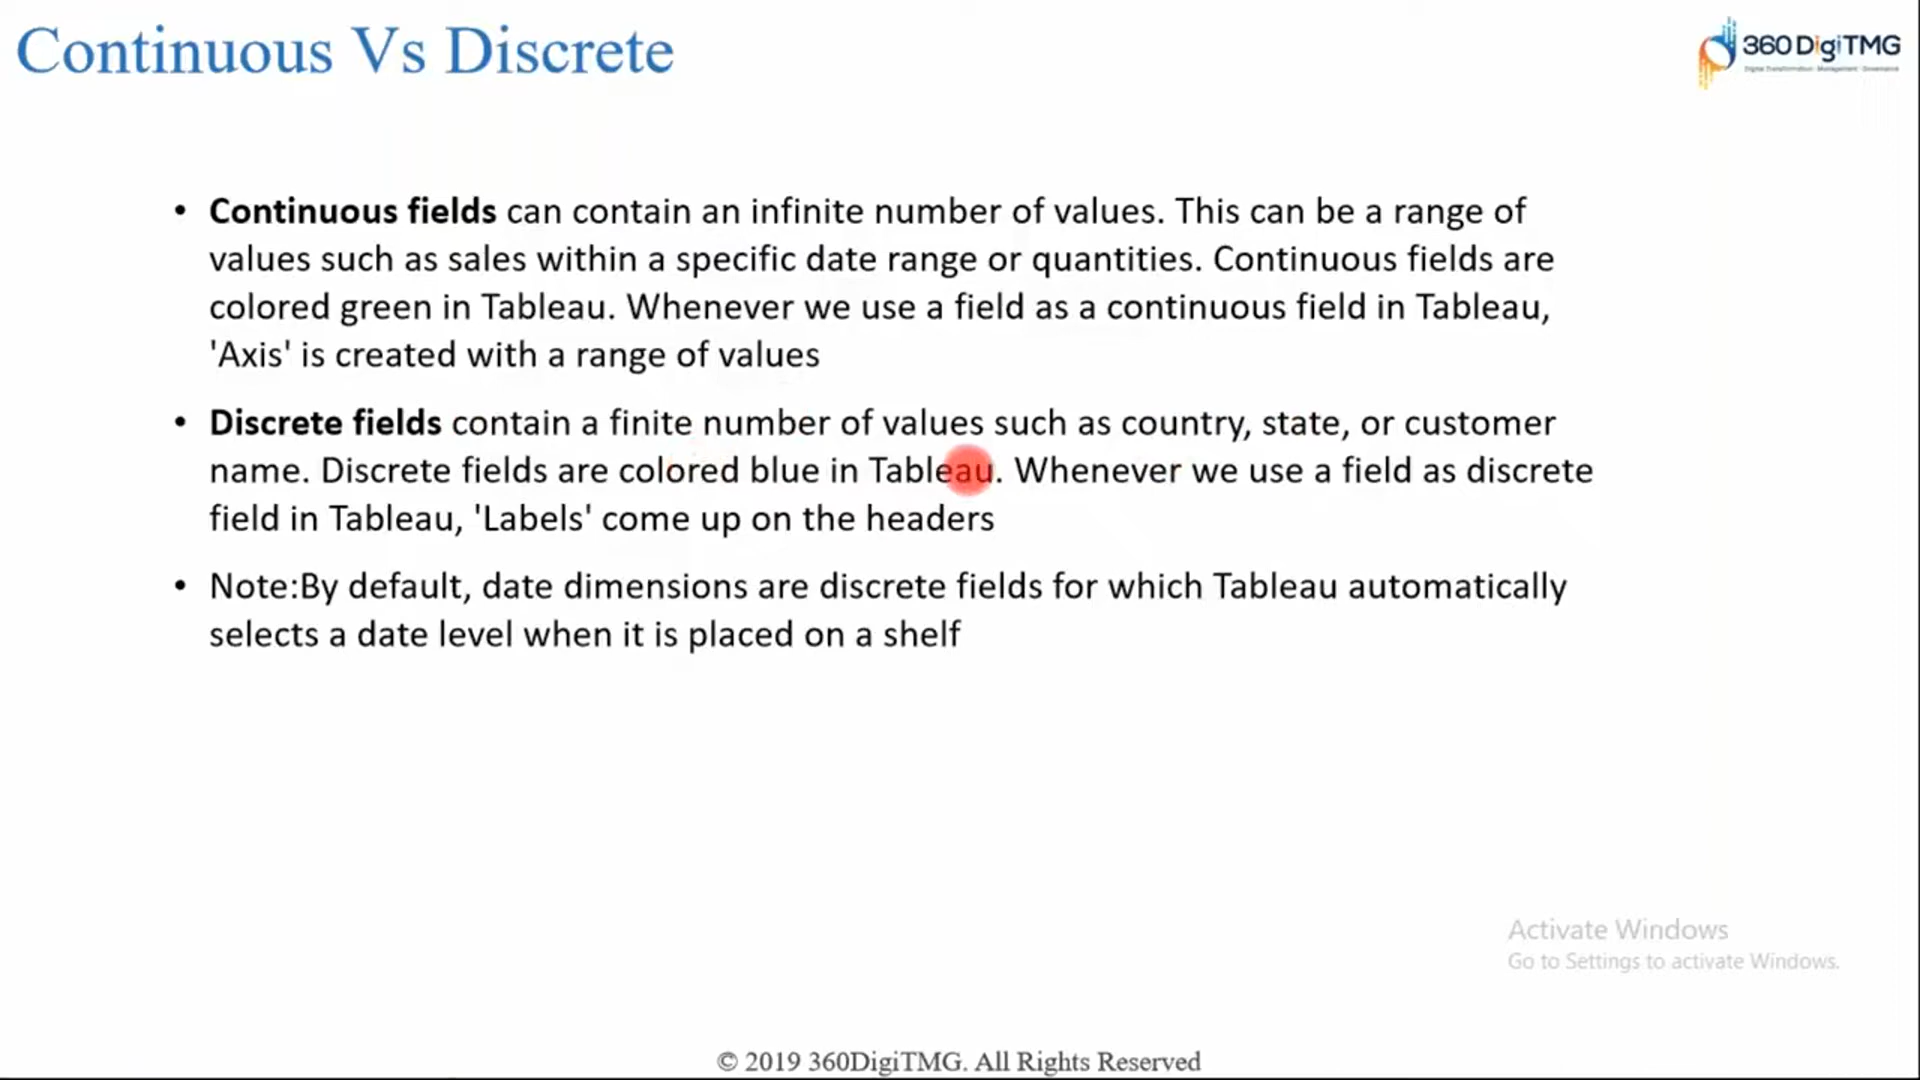 Continuous Vs Discrete
360DigiTMG
• Continuous fields can contain an infinite number of values. This can be a range of
values such as sales within a specific date range or quantities. Continuous fields are
colored green in Tableau. Whenever we use a field as a continuous field in Tableau,
'Axis' is created with a range of values
• Discrete fields contain a finite number of values such as country, state, or customer
name. Discrete fields are colored blue in Tableau. Whenever we use a field as discrete
field in Tableau, 'Labels' come up on the headers
• Note:By default, date dimensions are discrete fields for which Tableau automatically
selects a date level when it is placed on a shelf
Activate Windows
Go to Settings to activate Windows.
© 2019 360DigiTMG. All Rights Reserved